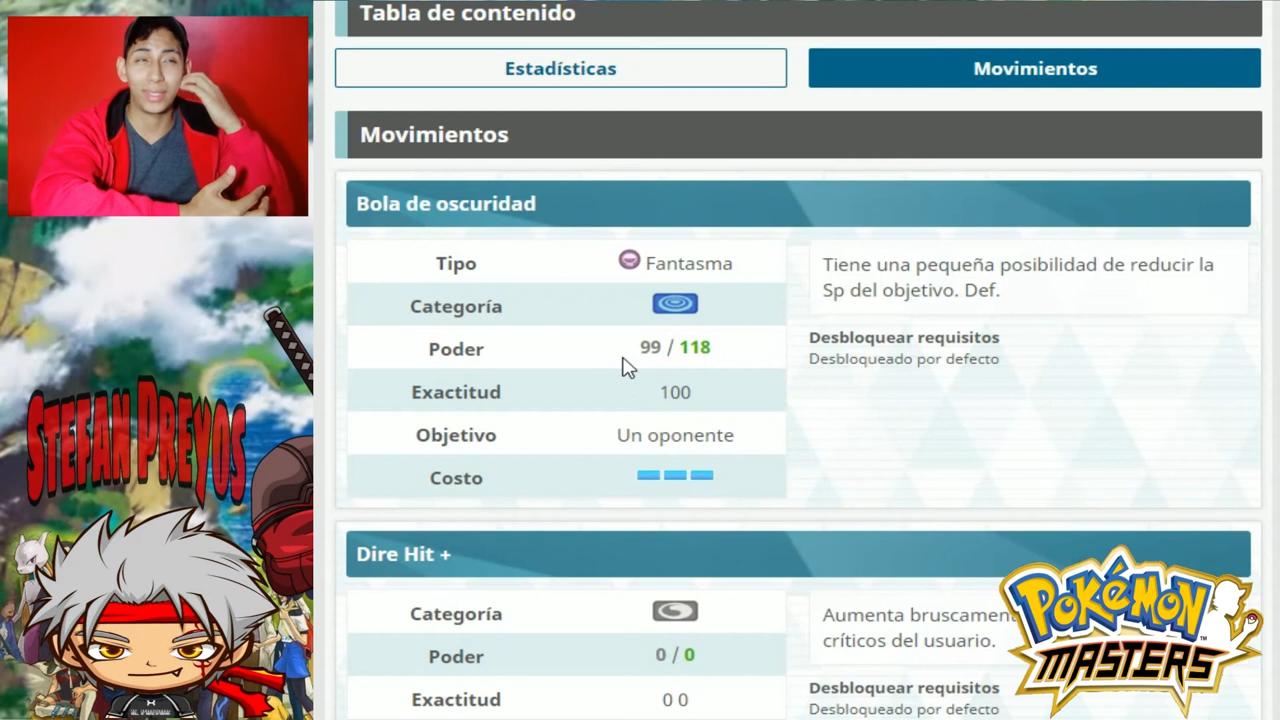 Tabla de contenido
Estadísticas
Movimientos
Movimientos
Bola de oscuridad
Tipo
Fantasma
Categoría
Poder
99 / 118
Exactitud
100
Objetivo
Un oponente
Costo
Tiene una pequeña posibilidad de reducir la
Sp del objetivo. Def.
Desbloquear requisitos
Desbloqueado por defecto
Dire Hit +
Categoría
Poder
0 / 0
Exactitud
0 0
Aumenta bruscamen
críticos del usuario.
Desbloquear requisitos
Desbloqueado por defecto
STEFAN PREYOS
POKéMON
MASTERS